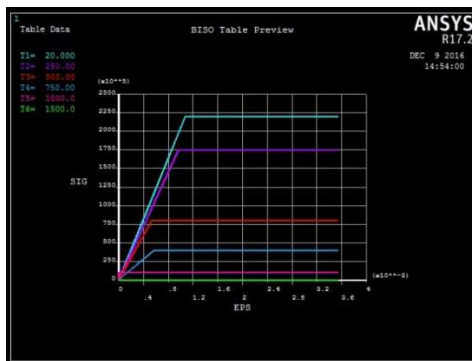 1
ANSYS
R17.2
Table Data
BISO Table Preview
DEC 9 2016
14:54:00
T1= 20.000
T2= 250.00
T3= 500.00
T4= 750.00
T5= 1000.0
T6= 1500.0
(x10**5)
2500
2250
2000
1750
1500
1250
1000
750
500
250
0
SIG
(x10**-3)
0 .8 1.6 2.4 3.2 4
.4 1.2 2 2.8 3.6
EPS